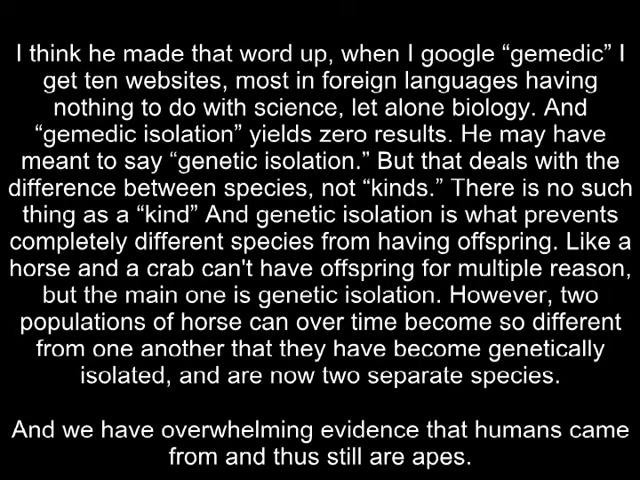 I think he made that word up, when I google “gemedic” I
get ten websites, most in foreign languages having
nothing to do with science, let alone biology. And
“gemedic isolation” yields zero results. He may have
meant to say “genetic isolation.” But that deals with the
difference between species, not “kinds.” There is no such
thing as a “kind” And genetic isolation is what prevents
completely different species from having offspring. Like a
horse and a crab can't have offspring for multiple reason,
but the main one is genetic isolation. However, two
populations of horse can over time become so different
from one another that they have become genetically
isolated, and are now two separate species.
And we have overwhelming evidence that humans came
from and thus still are apes.